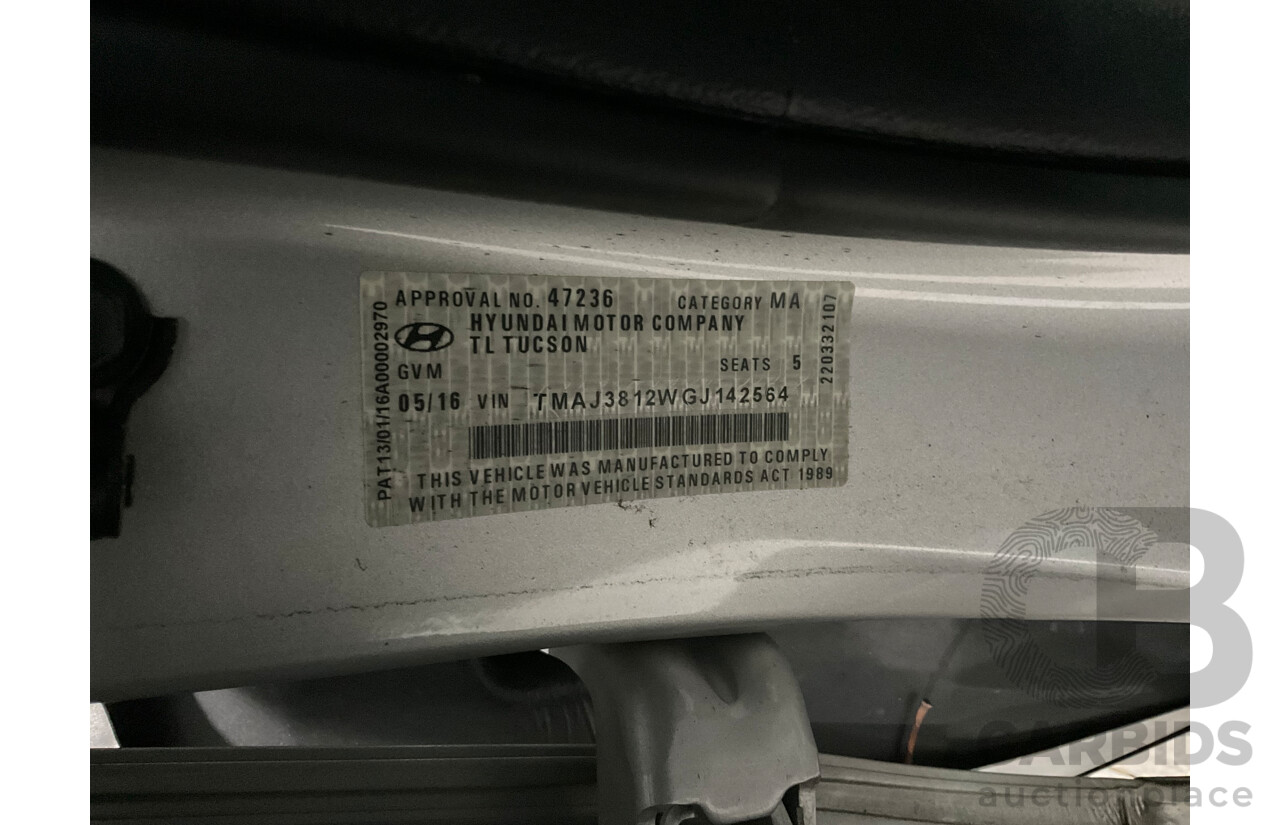 APPROVAL NO. 47236 CATEGORY MA
HYUNDAI MOTOR COMPANY
TL TUCSON
GVM SEATS 5
05/16 VIN TMAJ3812WGJ142564
THIS VEHICLE WAS MANUFACTURED TO COMPLY
WITH THE MOTOR VEHICLE STANDARDS ACT 1989
PAT13/01/16A00002970
220332107
CB
CARBIDS
auctionplace